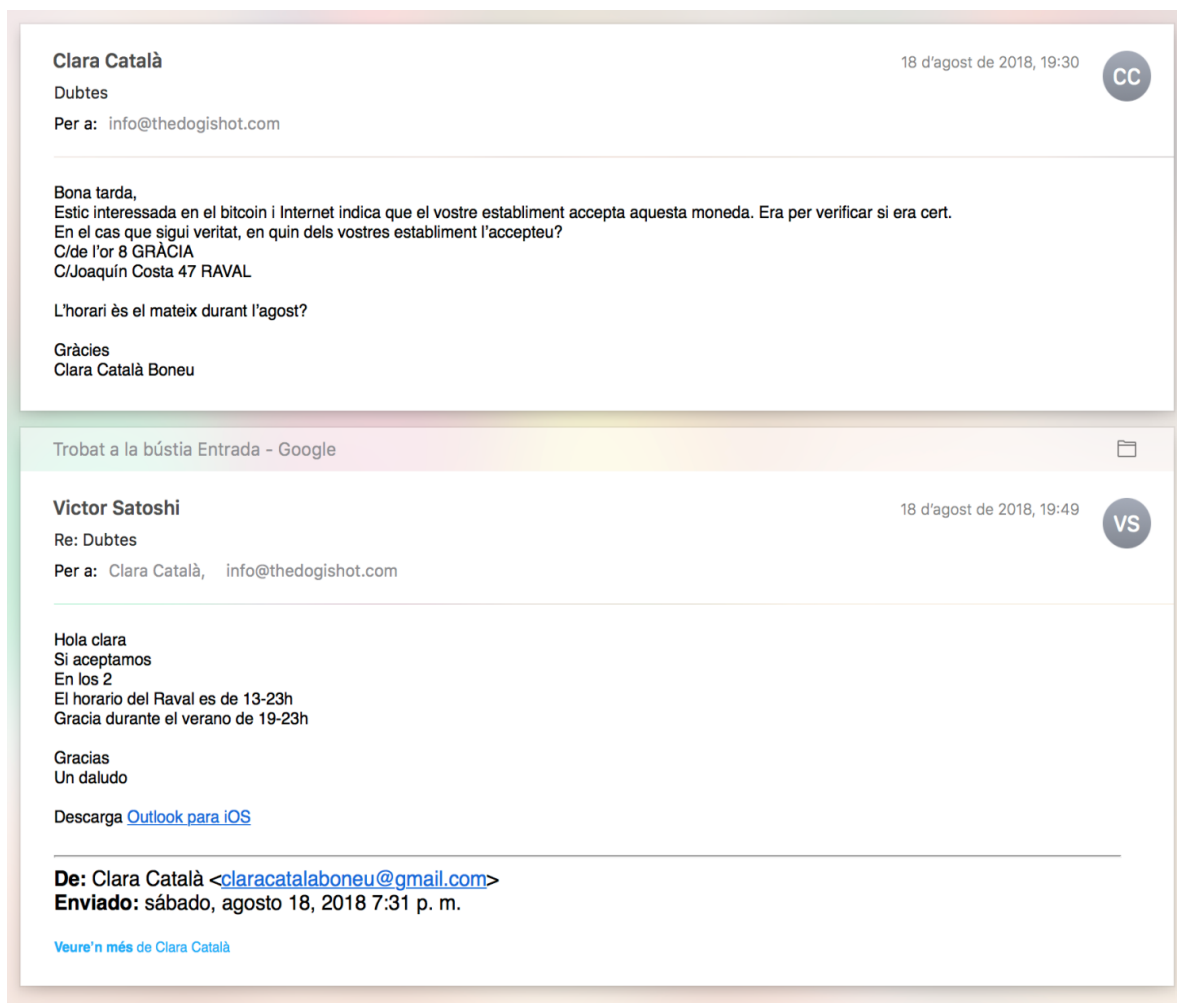 Clara Català
18 d'agost de 2018, 19:30
CC
Dubtes
Per a: info@thedogishot.com
Bona tarda,
Estic interessada en el bitcoin i Internet indica que el vostre establiment accepta aquesta moneda. Era per verificar si era cert.
En el cas que sigui veritat, en quin dels vostres establiment l'accepteu?
C/de l'or 8 GRÀCIA
C/Joaquín Costa 47 RAVAL
L'horari ès el mateix durant l'agost?
Gràcies
Clara Català Boneu
Trobat a la bústia Entrada - Google
Victor Satoshi
18 d'agost de 2018, 19:49
VS
Re: Dubtes
Per a: Clara Català, info@thedogishot.com
Hola clara
Si aceptamos
En los 2
El horario del Raval es de 13-23h
Gracia durante el verano de 19-23h
Gracias
Un daludo
Descarga Outlook para iOS
De: Clara Català <claracatalaboneu@gmail.com>
Enviado: sábado, agosto 18, 2018 7:31 p. m.
Veure'n més de Clara Català